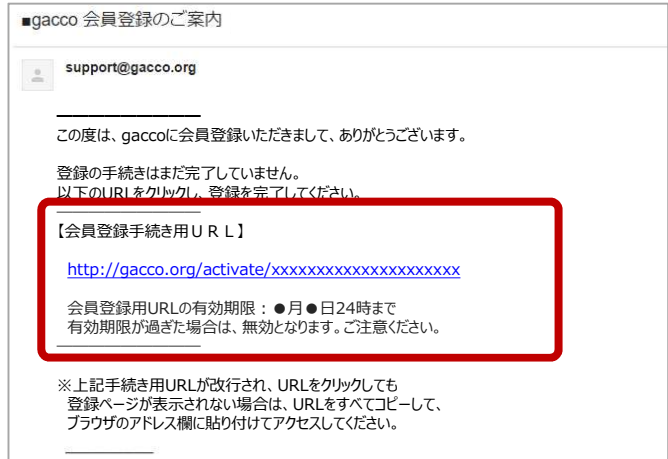 ■gacco 会員登録のご案内
support@gacco.org
この度は、gaccoに会員登録いただきまして、ありがとうございます。
登録の手続きはまだ完了していません。
以下のURLをクリックし、登録を完了してください。
【会員登録手続き用ＵＲＬ】
http://gacco.org/activate/xxxxxxxxxxxxxxxxxxxxx
会員登録用URLの有効期限：●月●日24時まで
有効期限が過ぎた場合は、無効となります。ご注意ください。
※上記手続き用URLが改行され、URLをクリックしても
登録ページが表示されない場合は、URLをすべてコピーして、
ブラウザのアドレス欄に貼り付けてアクセスしてください。